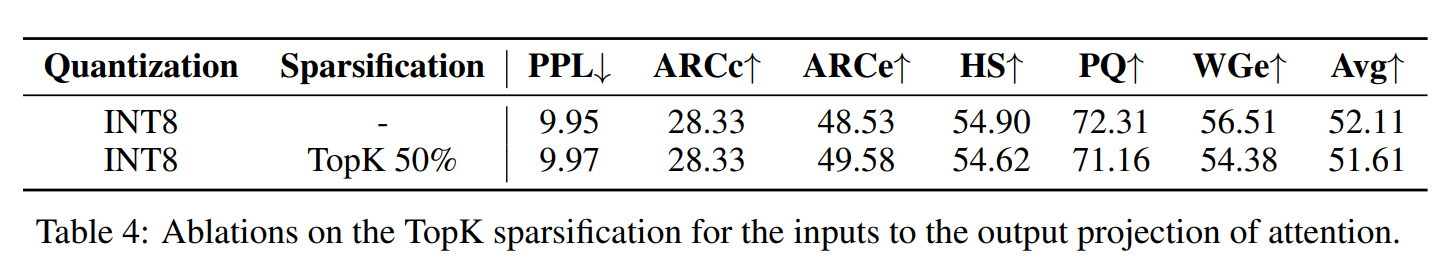 Quantization Sparsification PPL↓ ARCc↑ ARCe↑ HS↑ PQ↑ WGe↑ Avg↑
INT8 - 9.95 28.33 48.53 54.90 72.31 56.51 52.11
INT8 TopK 50% 9.97 28.33 49.58 54.62 71.16 54.38 51.61
Table 4: Ablations on the TopK sparsification for the inputs to the output projection of attention.